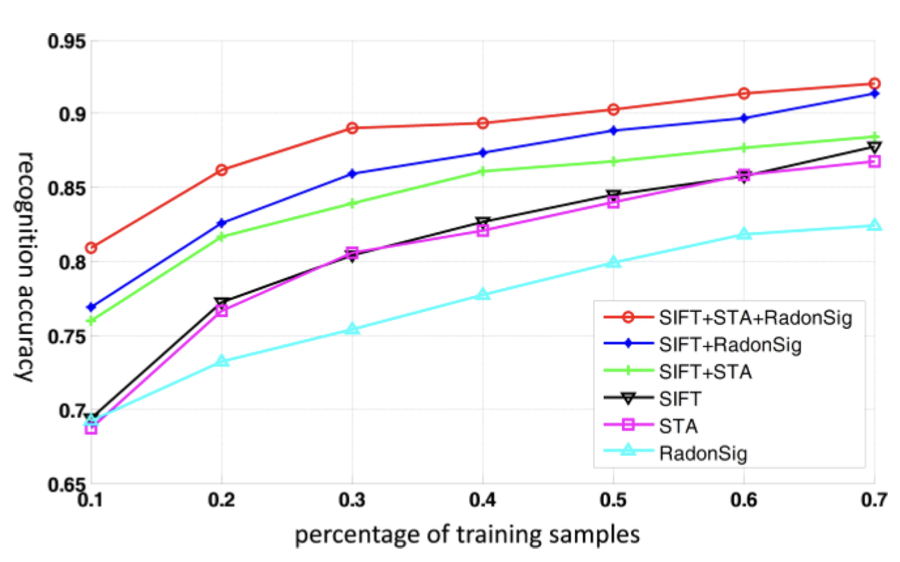 0.95
0.9
0.85
0.8
0.75
0.7
0.65
recognition accuracy
SIFT+STA+RadonSig
SIFT+RadonSig
SIFT+STA
SIFT
STA
RadonSig
0.1 0.2 0.3 0.4 0.5 0.6 0.7
percentage of training samples